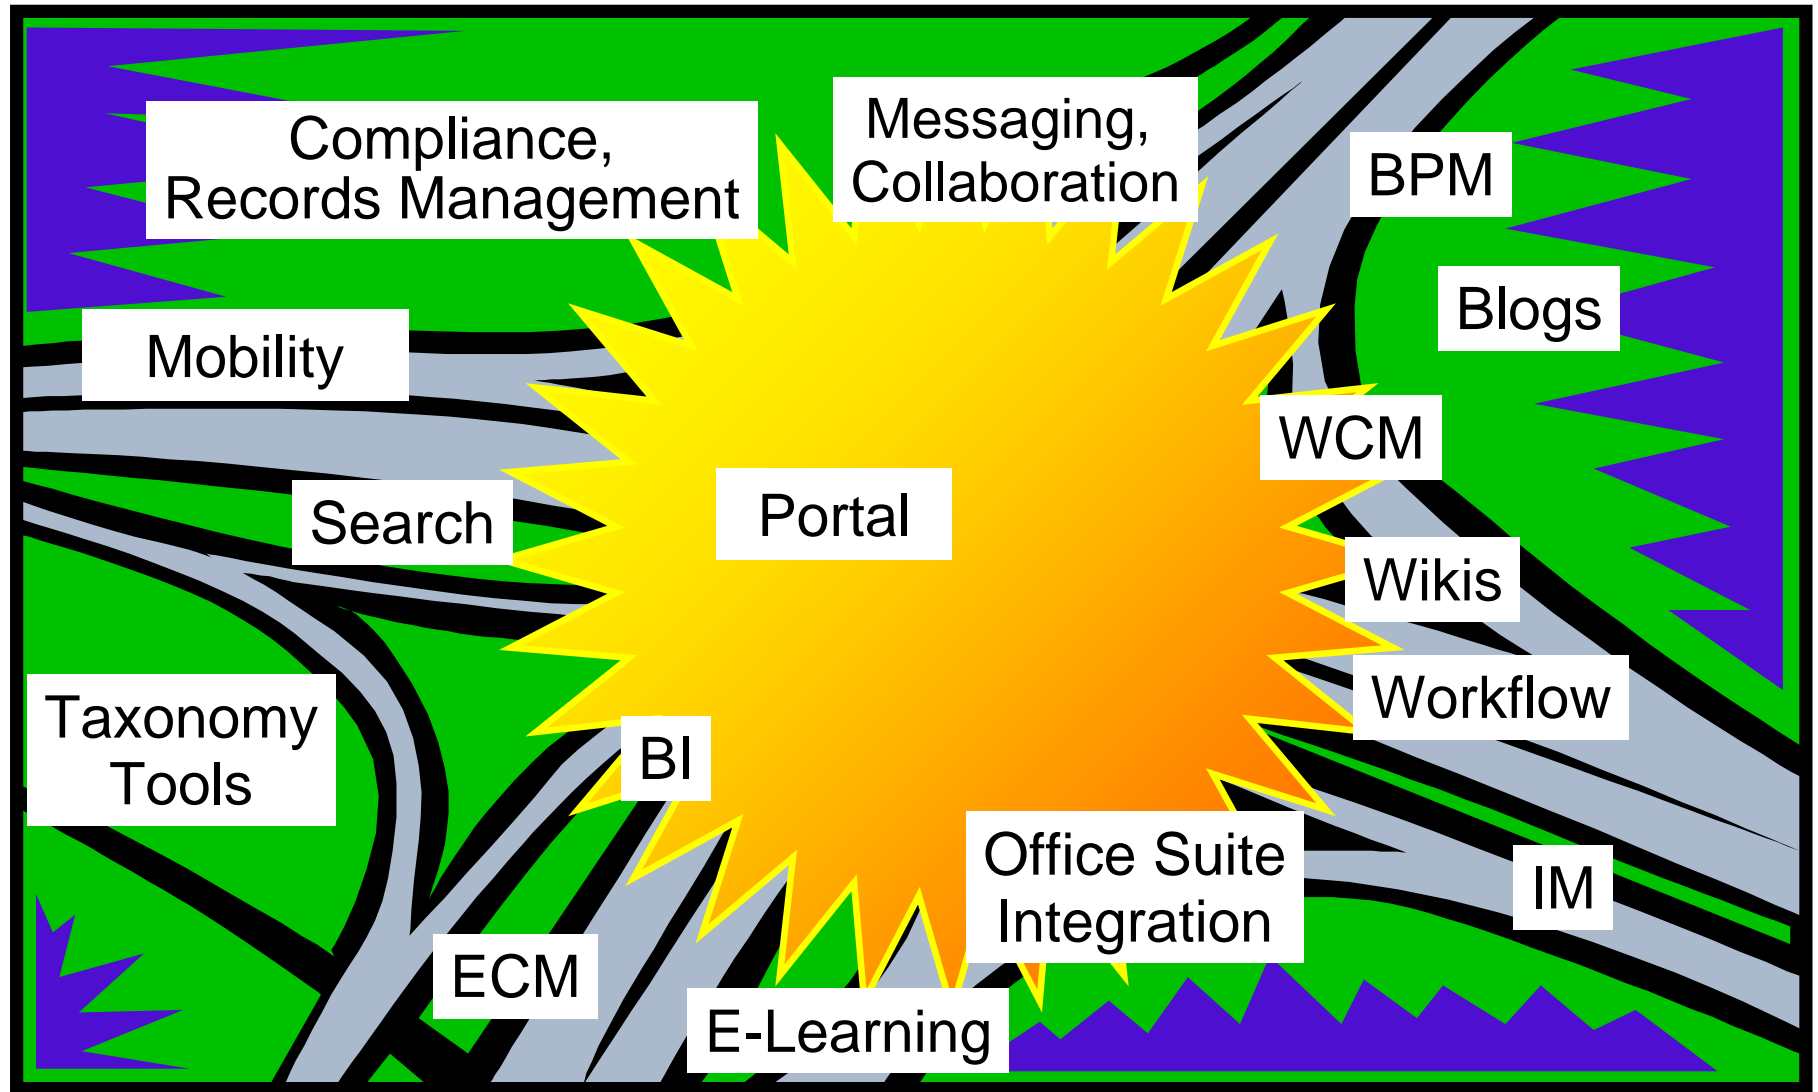 Compliance,
Records Management
Messaging,
Collaboration
BPM
Blogs
Mobility
WCM
Search
Portal
Wikis
Workflow
Taxonomy
Tools
BI
Office Suite
Integration
IM
ECM
E-Learning